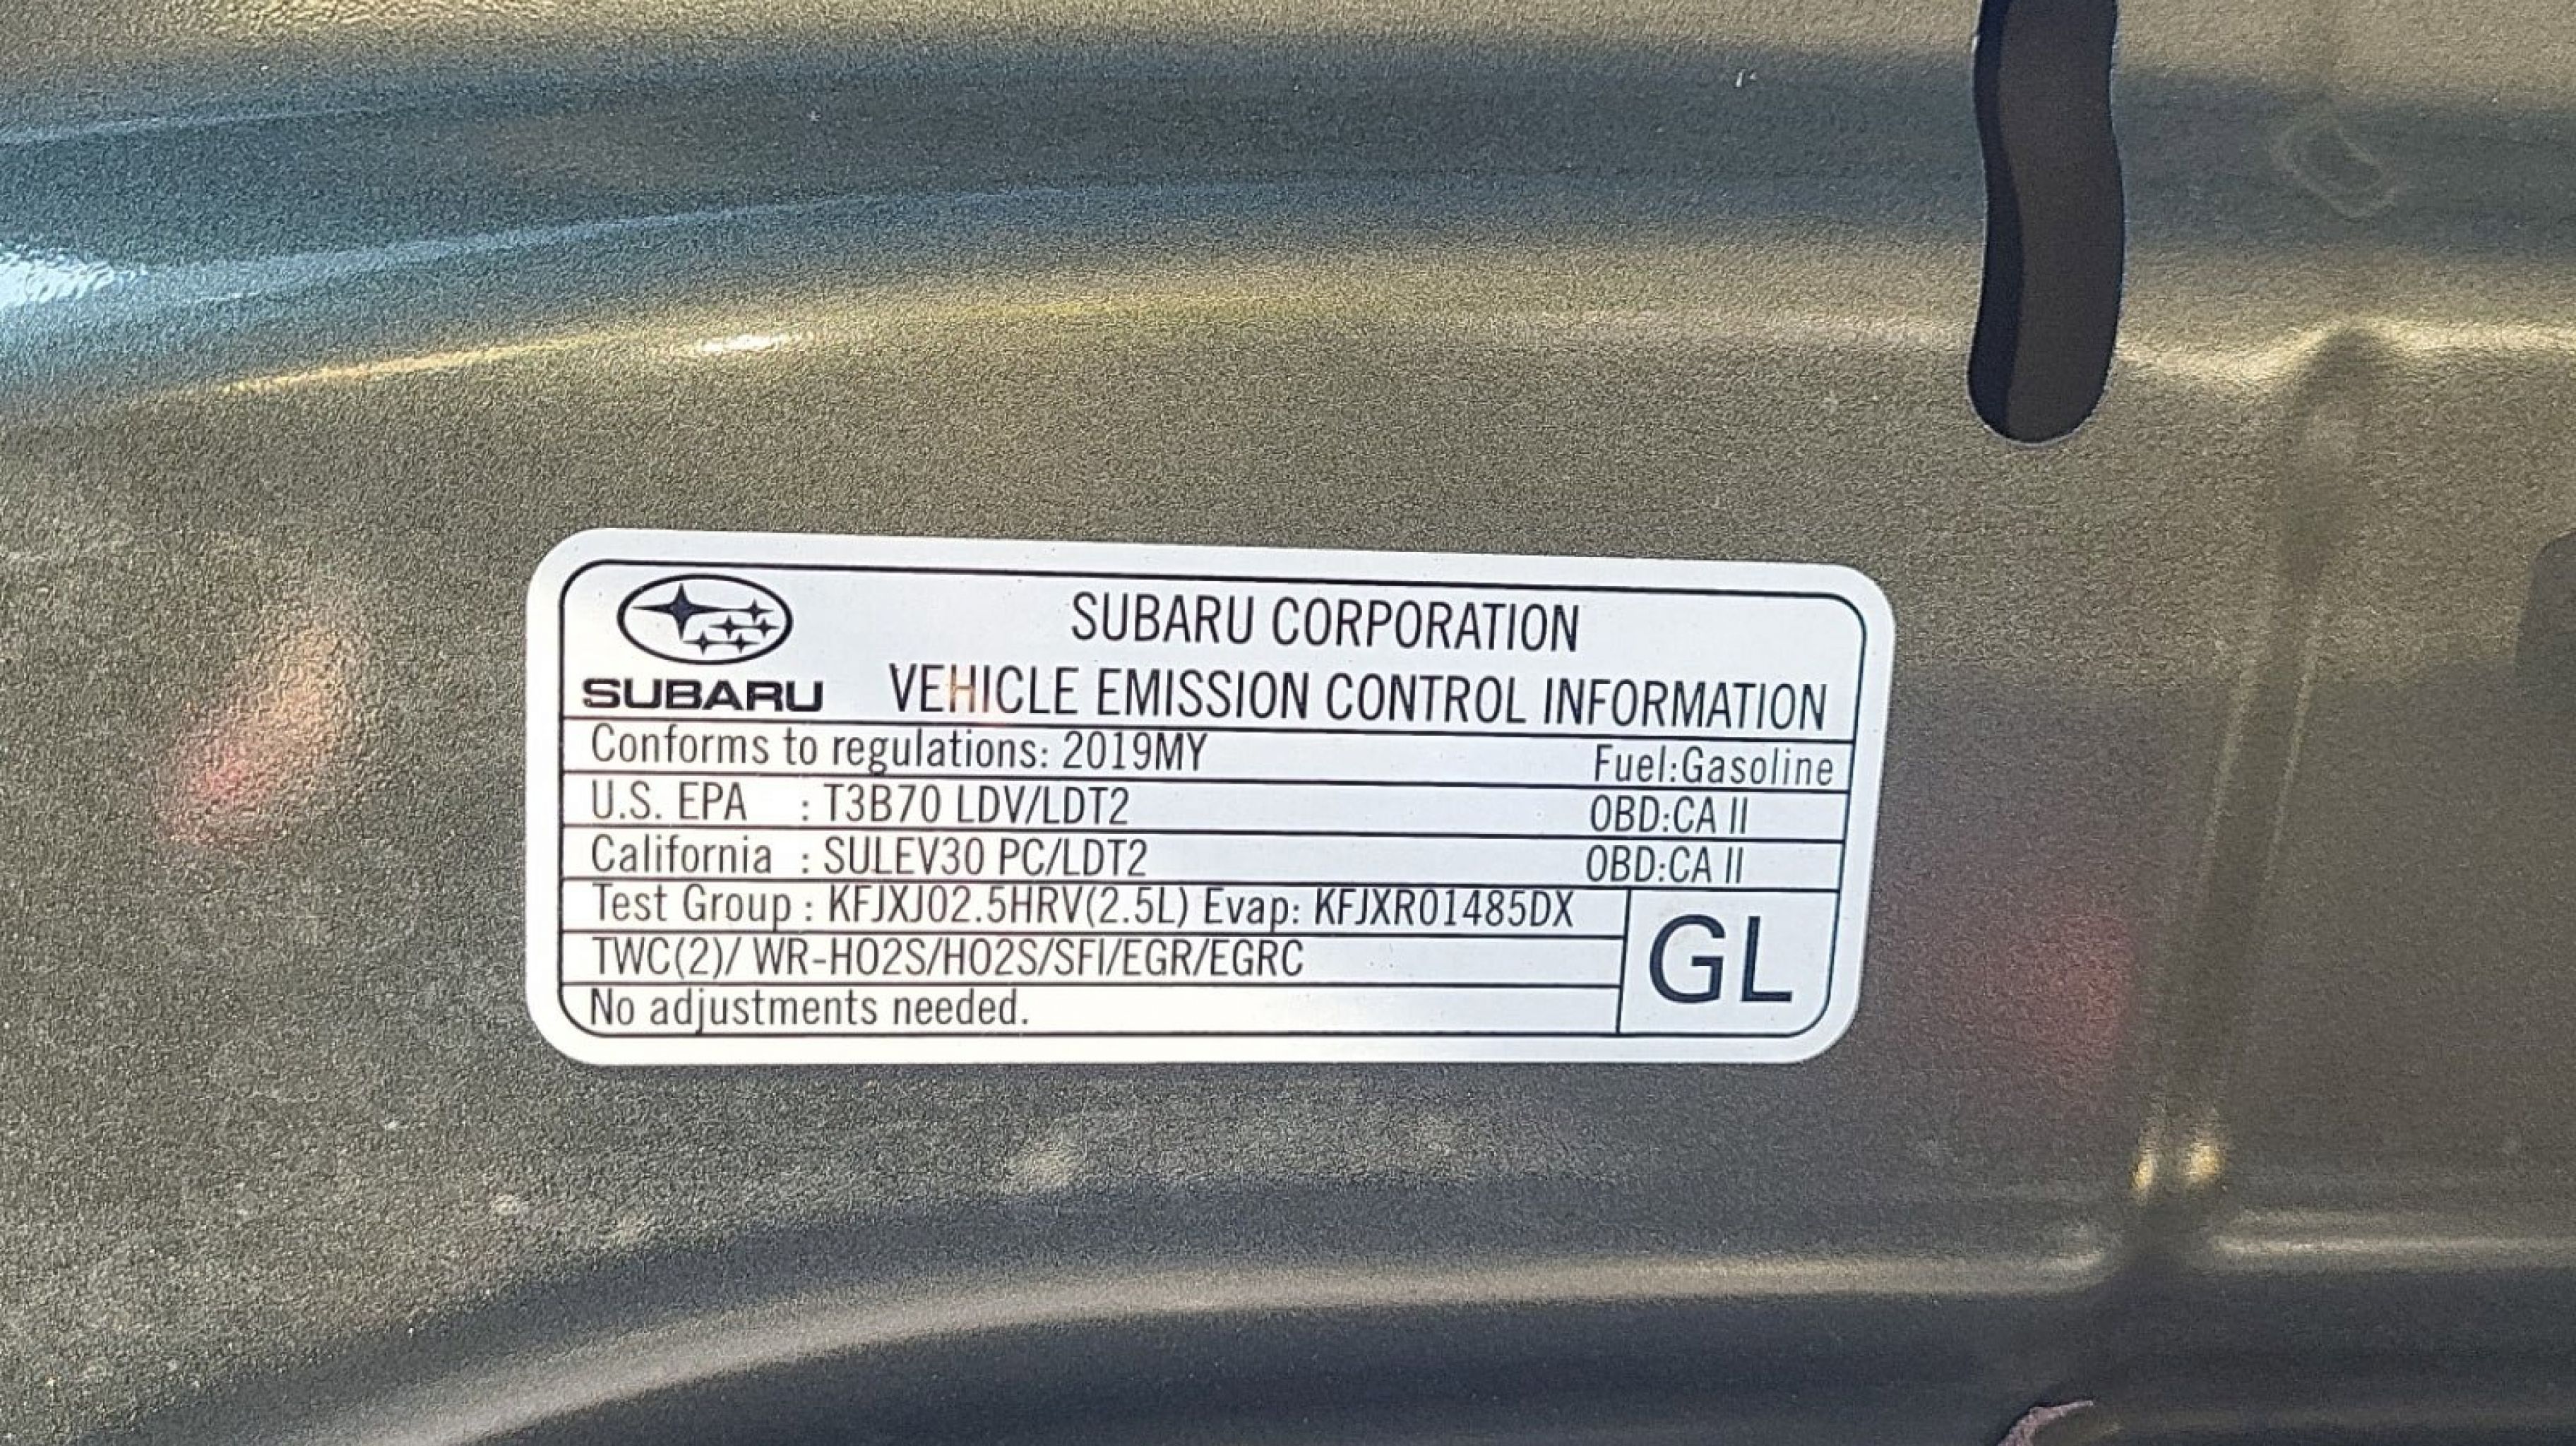 SUBARU CORPORATION
SUBARU VEHICLE EMISSION CONTROL INFORMATION
Conforms to regulations: 2019MY Fuel:Gasoline
U.S. EPA : T3B70 LDV/LDT2 OBD:CA II
California : SULEV30 PC/LDT2 OBD:CA II
Test Group : KFJXJ02.5HRV(2.5L) Evap: KFJXR01485DX
TWC(2)/ WR-HO2S/HO2S/SFI/EGR/EGRC
GL
No adjustments needed.